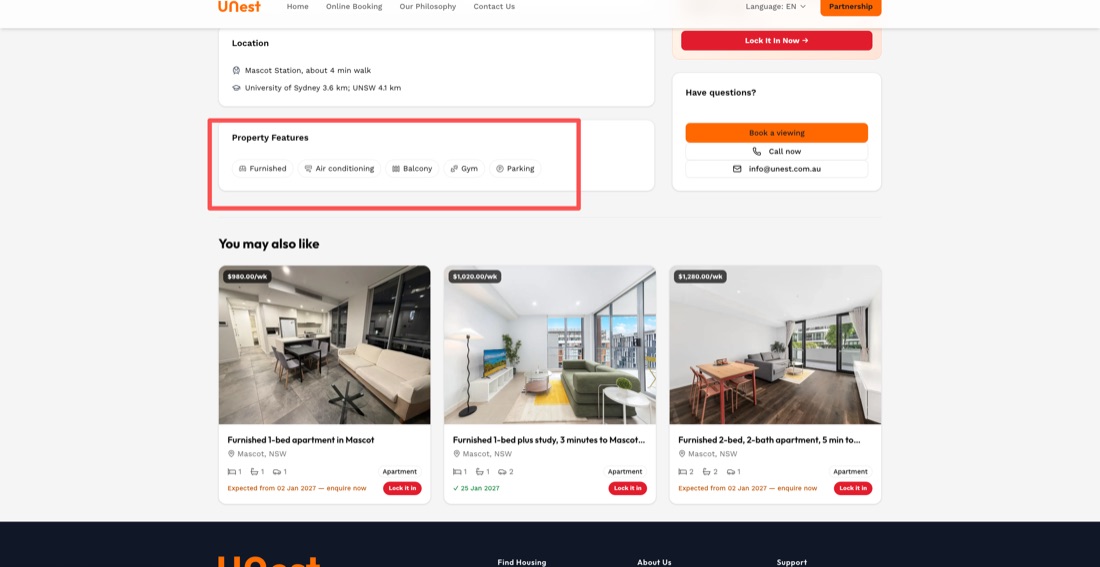 UNest
Home
Online Booking
Our Philosophy
Contact Us
Language: EN
Partnership
Location
Mascot Station, about 4 min walk
University of Sydney 3.6 km; UNSW 4.1 km
Lock It In Now →
Have questions?
Book a viewing
Call now
info@unest.com.au
Property Features
Furnished
Air conditioning
Balcony
Gym
Parking
You may also like
$980.00/wk
Furnished 1-bed apartment in Mascot
Mascot, NSW
1 1 1
Apartment
Expected from 02 Jan 2027 — enquire now
Lock It In
$1,020.00/wk
Furnished 1-bed plus study, 3 minutes to Mascot...
Mascot, NSW
1 1 2
Apartment
✓ 25 Jan 2027
Lock It In
$1,280.00/wk
Furnished 2-bed, 2-bath apartment, 5 min to...
Mascot, NSW
2 2 1
Apartment
Expected from 02 Jan 2027 — enquire now
Lock It In
UNest
Find Housing
About Us
Support